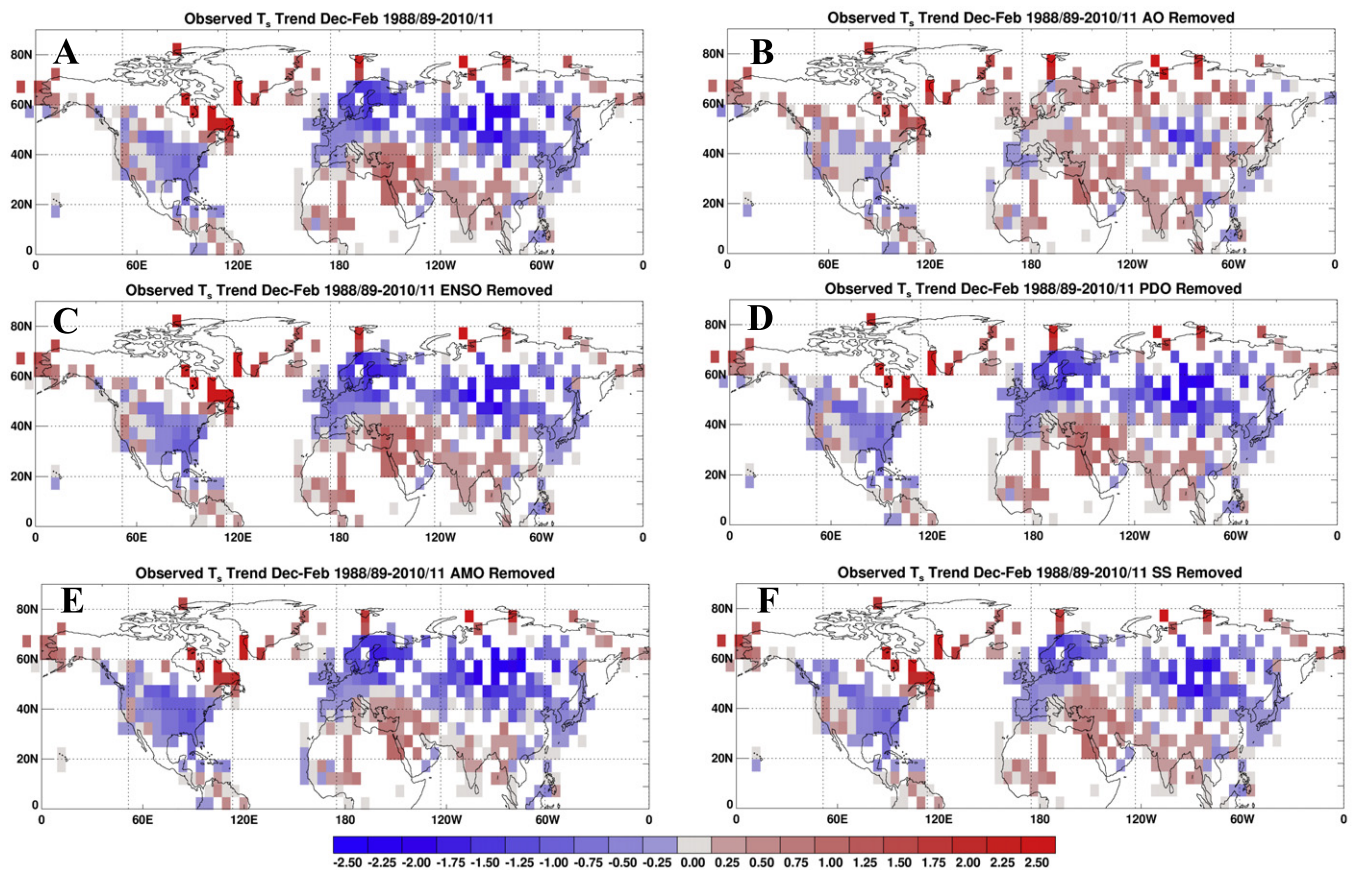 Observed Ts Trend Dec-Feb 1988/89-2010/11
A
80N
60N
40N
20N
0
0 60E 120E 180 120W 60W 0
Observed Ts Trend Dec-Feb 1988/89-2010/11 AO Removed
B
80N
60N
40N
20N
0
60E 120E 180 120W 60W 0
Observed Ts Trend Dec-Feb 1988/89-2010/11 ENSO Removed
C
80N
60N
40N
20N
0
0 60E 120E 180 120W 60W 0
Observed Ts Trend Dec-Feb 1988/89-2010/11 PDO Removed
D
80N
60N
40N
20N
0
0 60E 120E 180 120W 60W 0
Observed Ts Trend Dec-Feb 1988/89-2010/11 AMO Removed
E
80N
60N
40N
20N
0
60E 120E 180 120W 60W 0
Observed Ts Trend Dec-Feb 1988/89-2010/11 SS Removed
F
80N
60N
40N
20N
0
60E 120E 180 120W 60W 0
-2.50 -2.25 -2.00 -1.75 -1.25 -1.00 -0.75 -0.50 -0.25 0.00 0.25 0.50 0.75 1.00 1.25 1.75 2.00 2.25 2.50